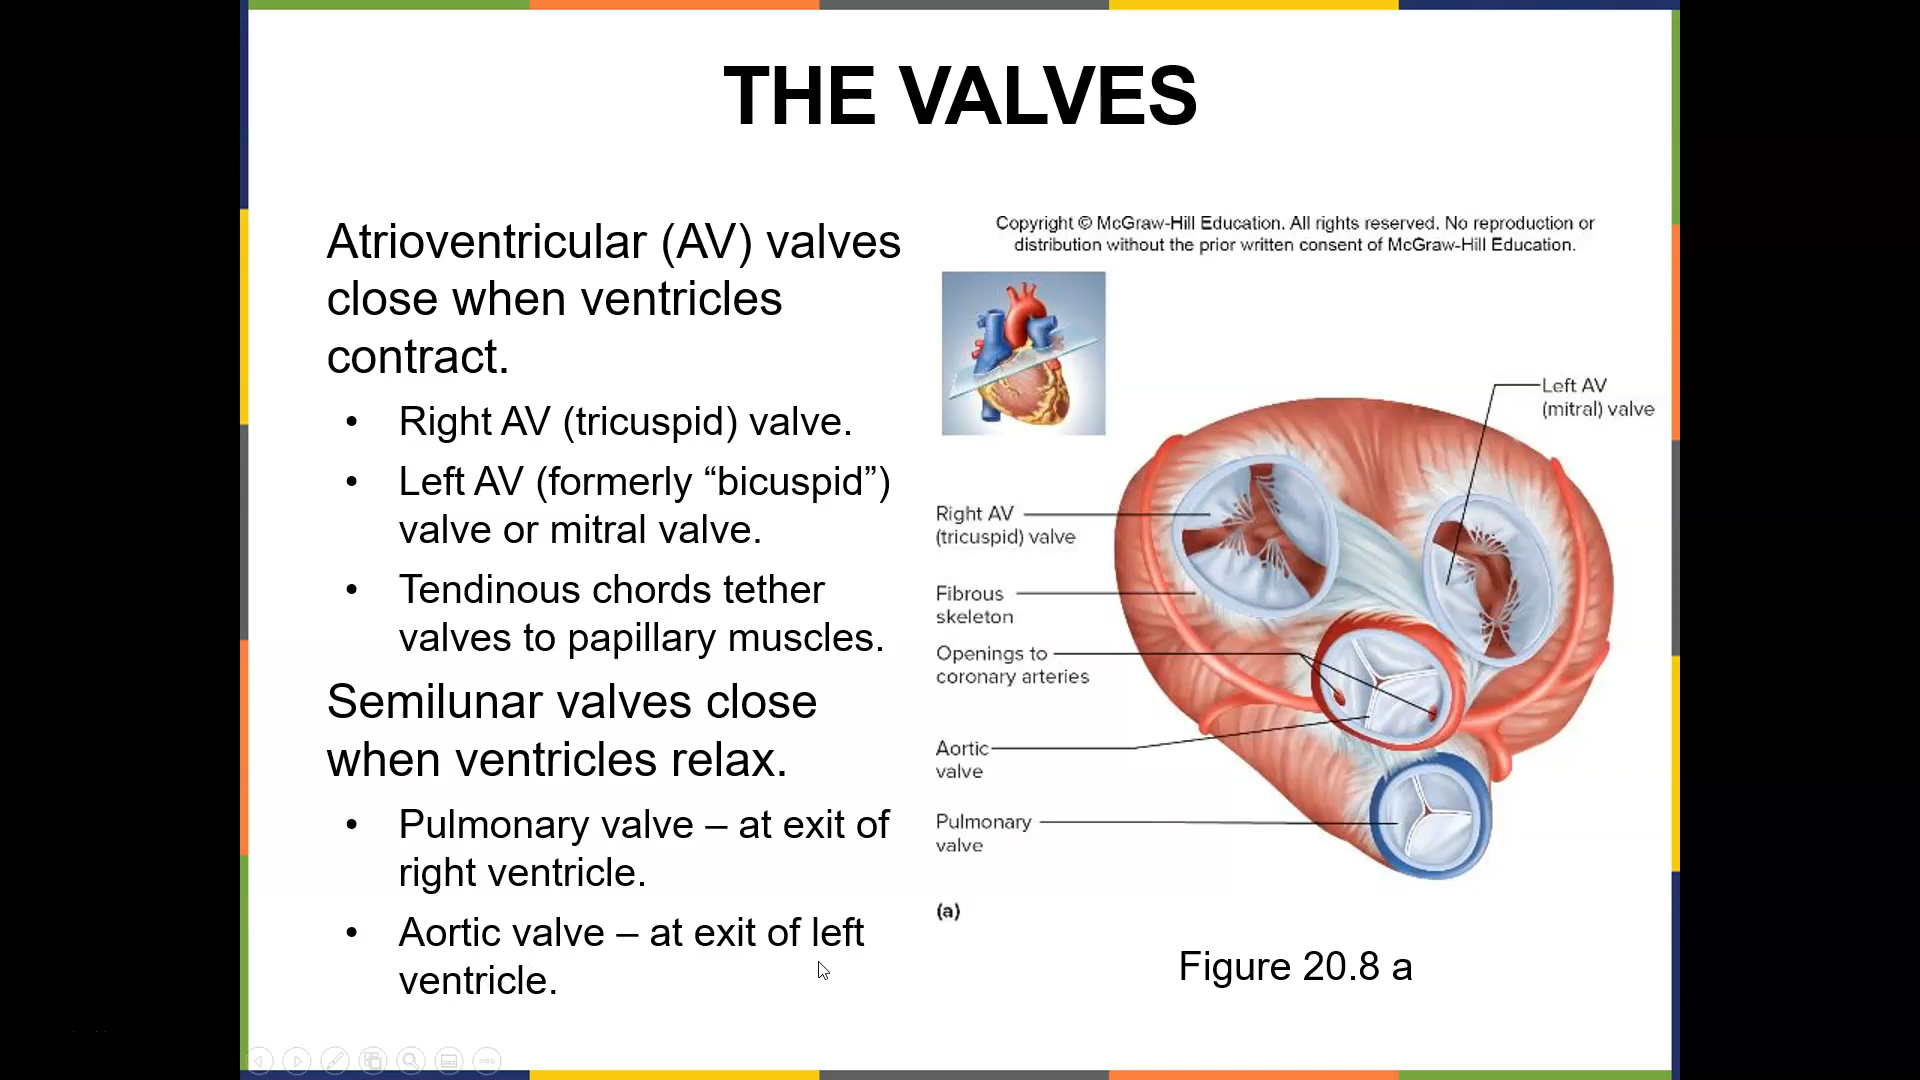 THE VALVES
Atrioventricular (AV) valves
close when ventricles
contract.
• Right AV (tricuspid) valve.
• Left AV (formerly “bicuspid”)
valve or mitral valve.
• Tendinous chords tether
valves to papillary muscles.
Semilunar valves close
when ventricles relax.
• Pulmonary valve – at exit of
right ventricle.
• Aortic valve – at exit of left
ventricle.
Copyright © McGraw-Hill Education. All rights reserved. No reproduction or
distribution without the prior written consent of McGraw-Hill Education.
Left AV
(mitral) valve
Right AV
(tricuspid) valve
Fibrous
skeleton
Openings to
coronary arteries
Aortic
valve
Pulmonary
valve
(a)
Figure 20.8 a